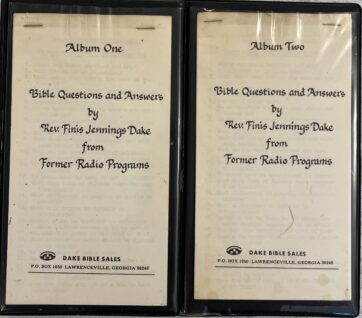 Album One
Bible Questions and Answers
by
Rev. Finis Jennings Dake
from
Former Radio Programs
DAKE BIBLE SALES
P.O. BOX 1050 LAWRENCEVILLE, GEORGIA 30246
Album Two
Bible Questions and Answers
by
Rev. Finis Jennings Dake
from
Former Radio Programs
DAKE BIBLE SALES
P.O. BOX 1050 LAWRENCEVILLE, GEORGIA 30246